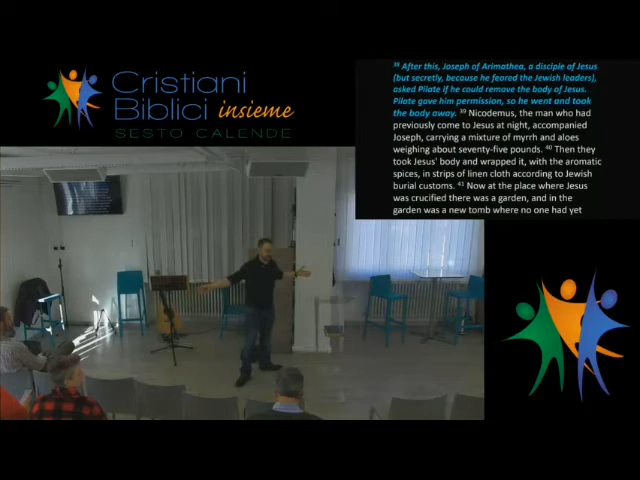 Cristiani
Biblici insieme
SESTO CALENDE
38 After this, Joseph of Arimathea, a disciple of Jesus
(but secretly, because he feared the Jewish leaders),
asked Pilate if he could remove the body of Jesus.
Pilate gave him permission, so he went and took
the body away. 39 Nicodemus, the man who had
previously come to Jesus at night, accompanied
Joseph, carrying a mixture of myrrh and aloes
weighing about seventy-five pounds. 40 Then they
took Jesus' body and wrapped it, with the aromatic
spices, in strips of linen cloth according to Jewish
burial customs. 41 Now at the place where Jesus
was crucified there was a garden, and in the
garden was a new tomb where no one had yet